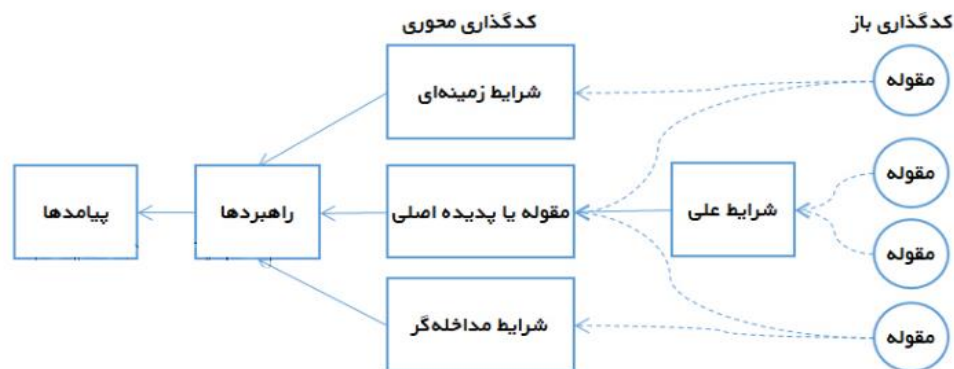 کدگذاری باز
کدگذاری محوری
مقوله
شرایط زمینه‌ای
مقوله
شرایط علی
مقوله یا پدیده اصلی
راهبردها
پیامدها
مقوله
مقوله
شرایط مداخله‌گر